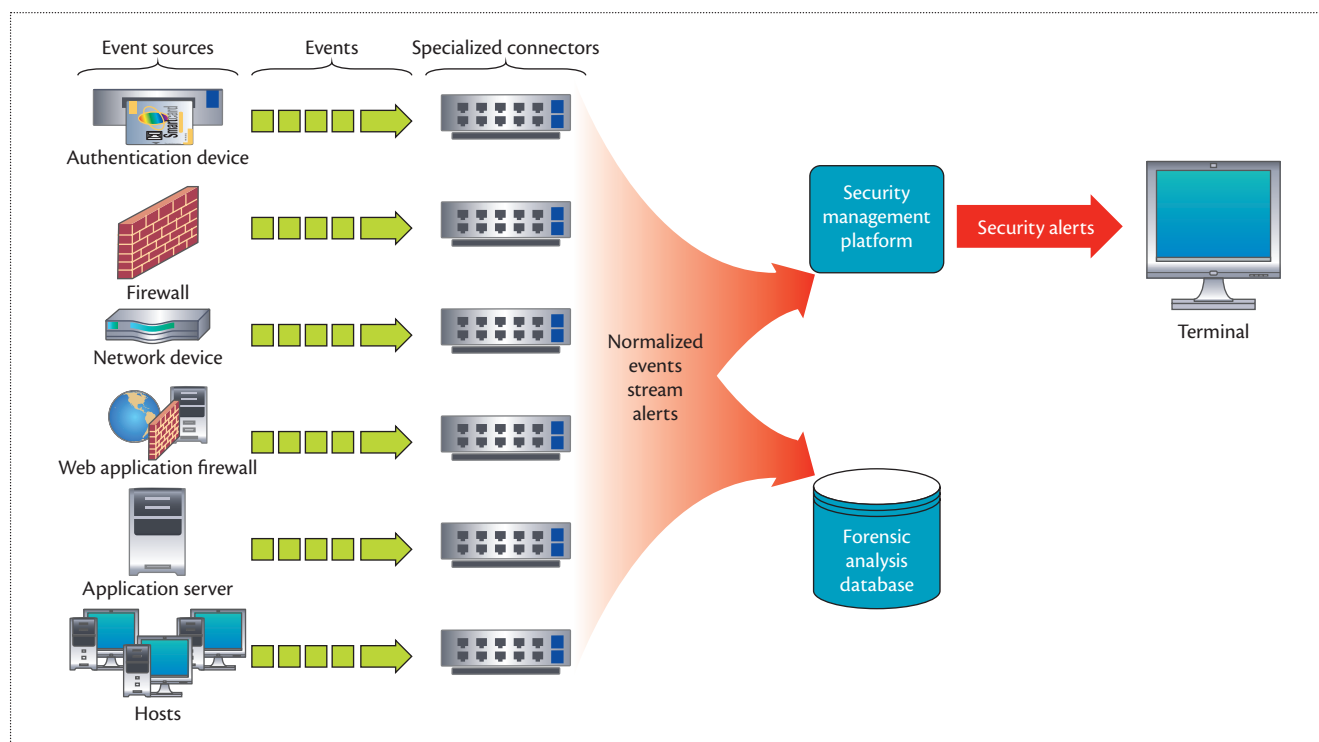 Event sources
Events
Specialized connectors
Smartcard
Authentication device
Firewall
Network device
Web application firewall
Application server
Hosts
Normalized
events
stream
alerts
Security
management
platform
Security alerts
Terminal
Forensic
analysis
database